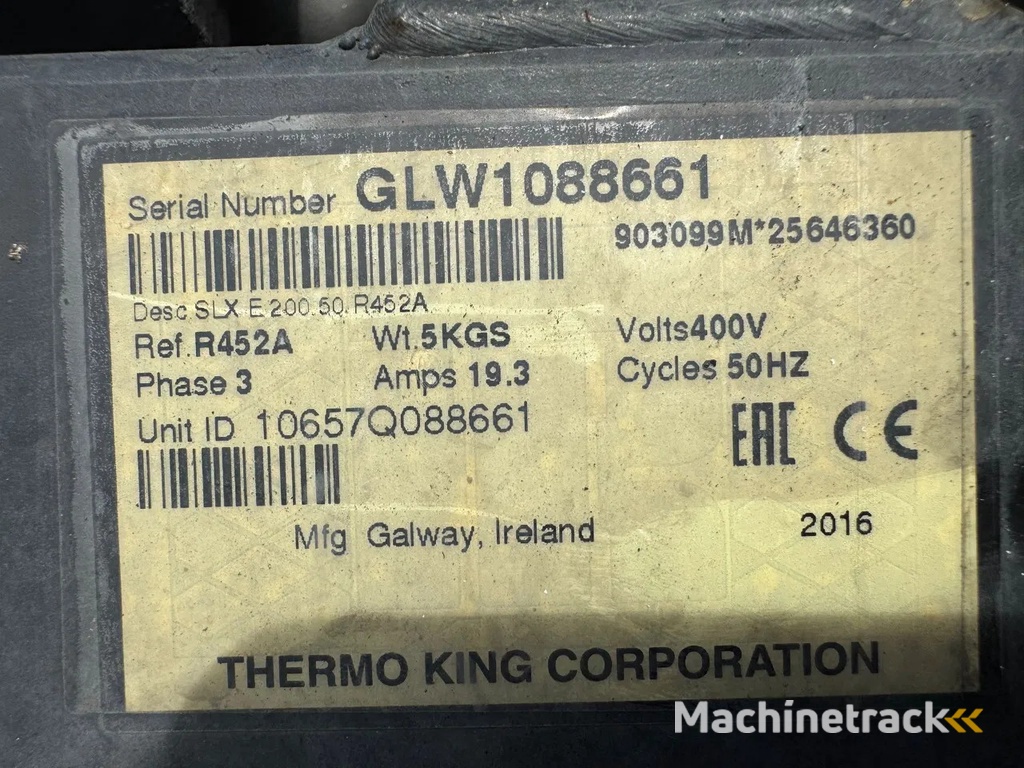 Serial Number GLW1088661
903099M*25646360
Desc SLX E 200.50. R452A
Ref.R452A Wt.5KGS Volts400V
Phase 3 Amps 19.3 Cycles 50HZ
Unit ID 10657Q088661
EAC CE
Mfg Galway, Ireland 2016
THERMO KING CORPORATION
Machinetrack